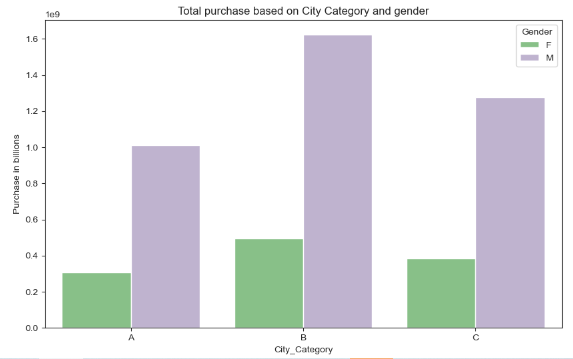 Total purchase based on City Category and gender
1e9
Gender
F
M
1.6
1.4
1.2
1.0
0.8
0.6
0.4
0.2
0.0
Purchase in billions
A B C
City_Category